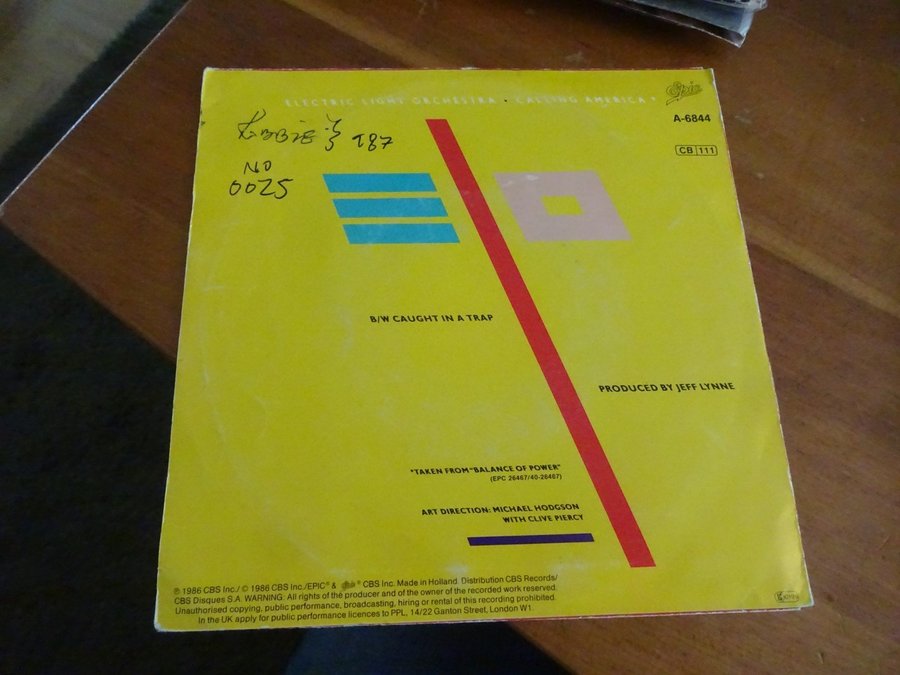 ELECTRIC LIGHT ORCHESTRA • CALLING AMERICA*
Epic
A-6844
CB 111
T87
NO
0025
B/W CAUGHT IN A TRAP
PRODUCED BY JEFF LYNNE
*TAKEN FROM "BALANCE OF POWER"
(EPC 26467/40-26467)
ART DIRECTION: MICHAEL HODGSON
WITH CLIVE PIERCY
℗ 1986 CBS Inc./ © 1986 CBS Inc./EPIC® & Epic® CBS Inc. Made in Holland. Distribution CBS Records/
CBS Disques S.A. WARNING: All rights of the producer and of the owner of the recorded work reserved.
Unauthorised copying, public performance, broadcasting, hiring or rental of this recording prohibited.
In the UK apply for public performance licences to PPL, 14/22 Ganton Street, London W1.